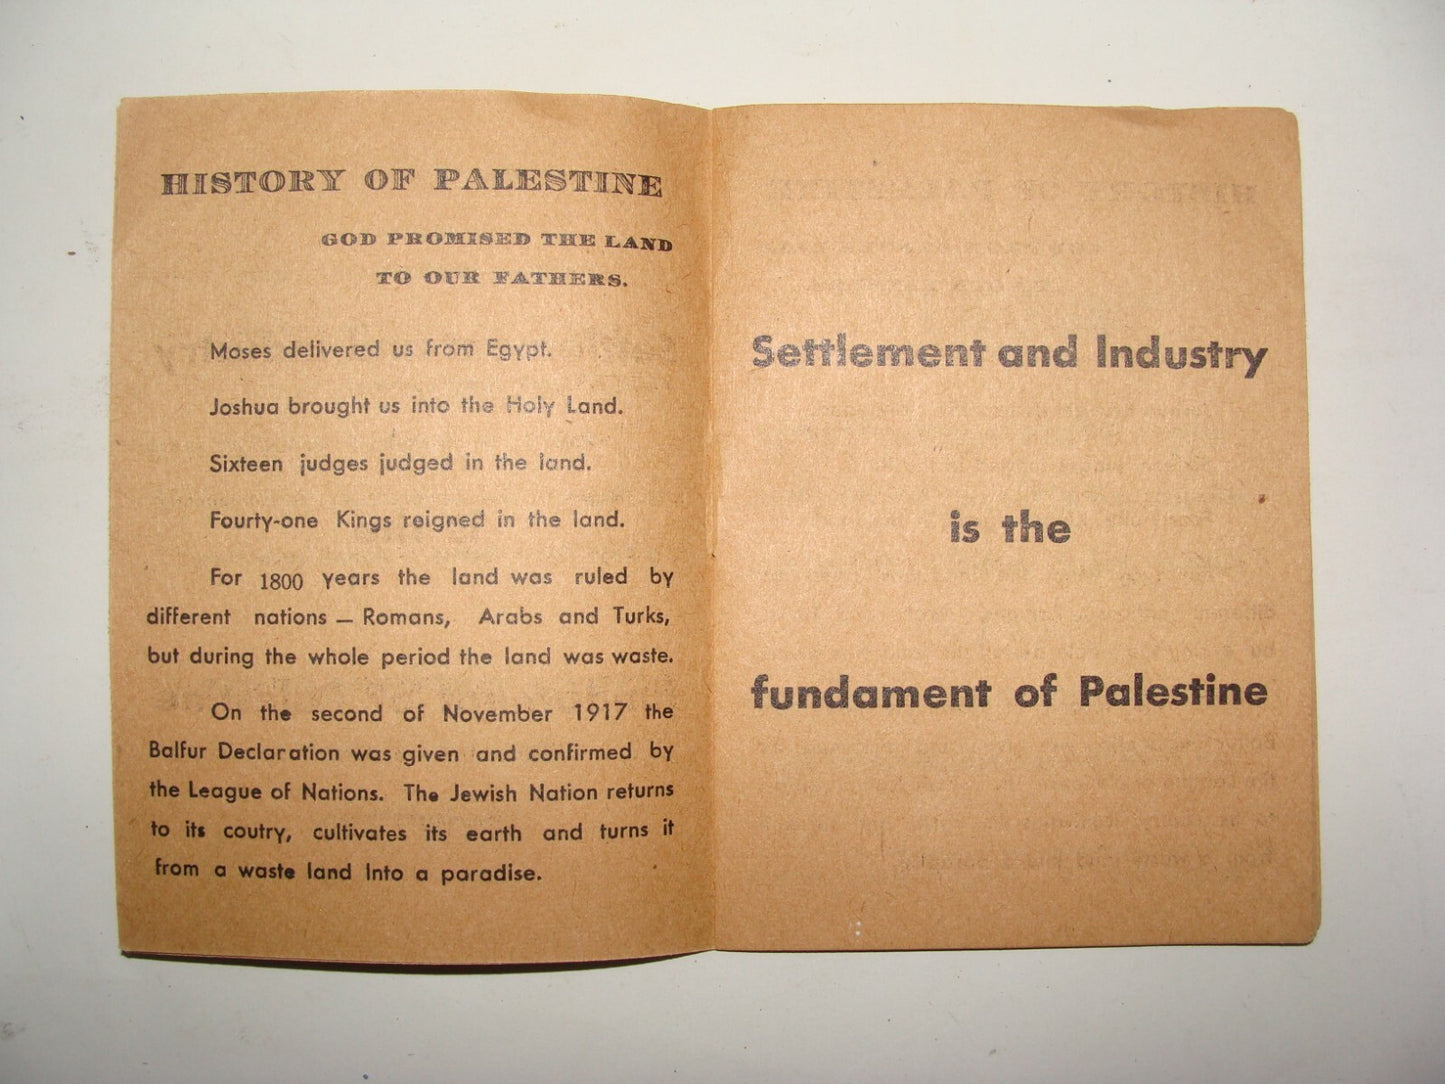 HISTORY OF PALESTINE
GOD PROMISED THE LAND
TO OUR FATHERS.
Moses delivered us from Egypt.
Joshua brought us into the Holy Land.
Sixteen judges judged in the land.
Fourty-one Kings reigned in the land.
For 1800 years the land was ruled by
different nations — Romans, Arabs and Turks,
but during the whole period the land was waste.
On the second of November 1917 the
Balfur Declaration was given and confirmed by
the League of Nations. The Jewish Nation returns
to its coutry, cultivates its earth and turns it
from a waste land Into a paradise.
Settlement and Industry
is the
fundament of Palestine